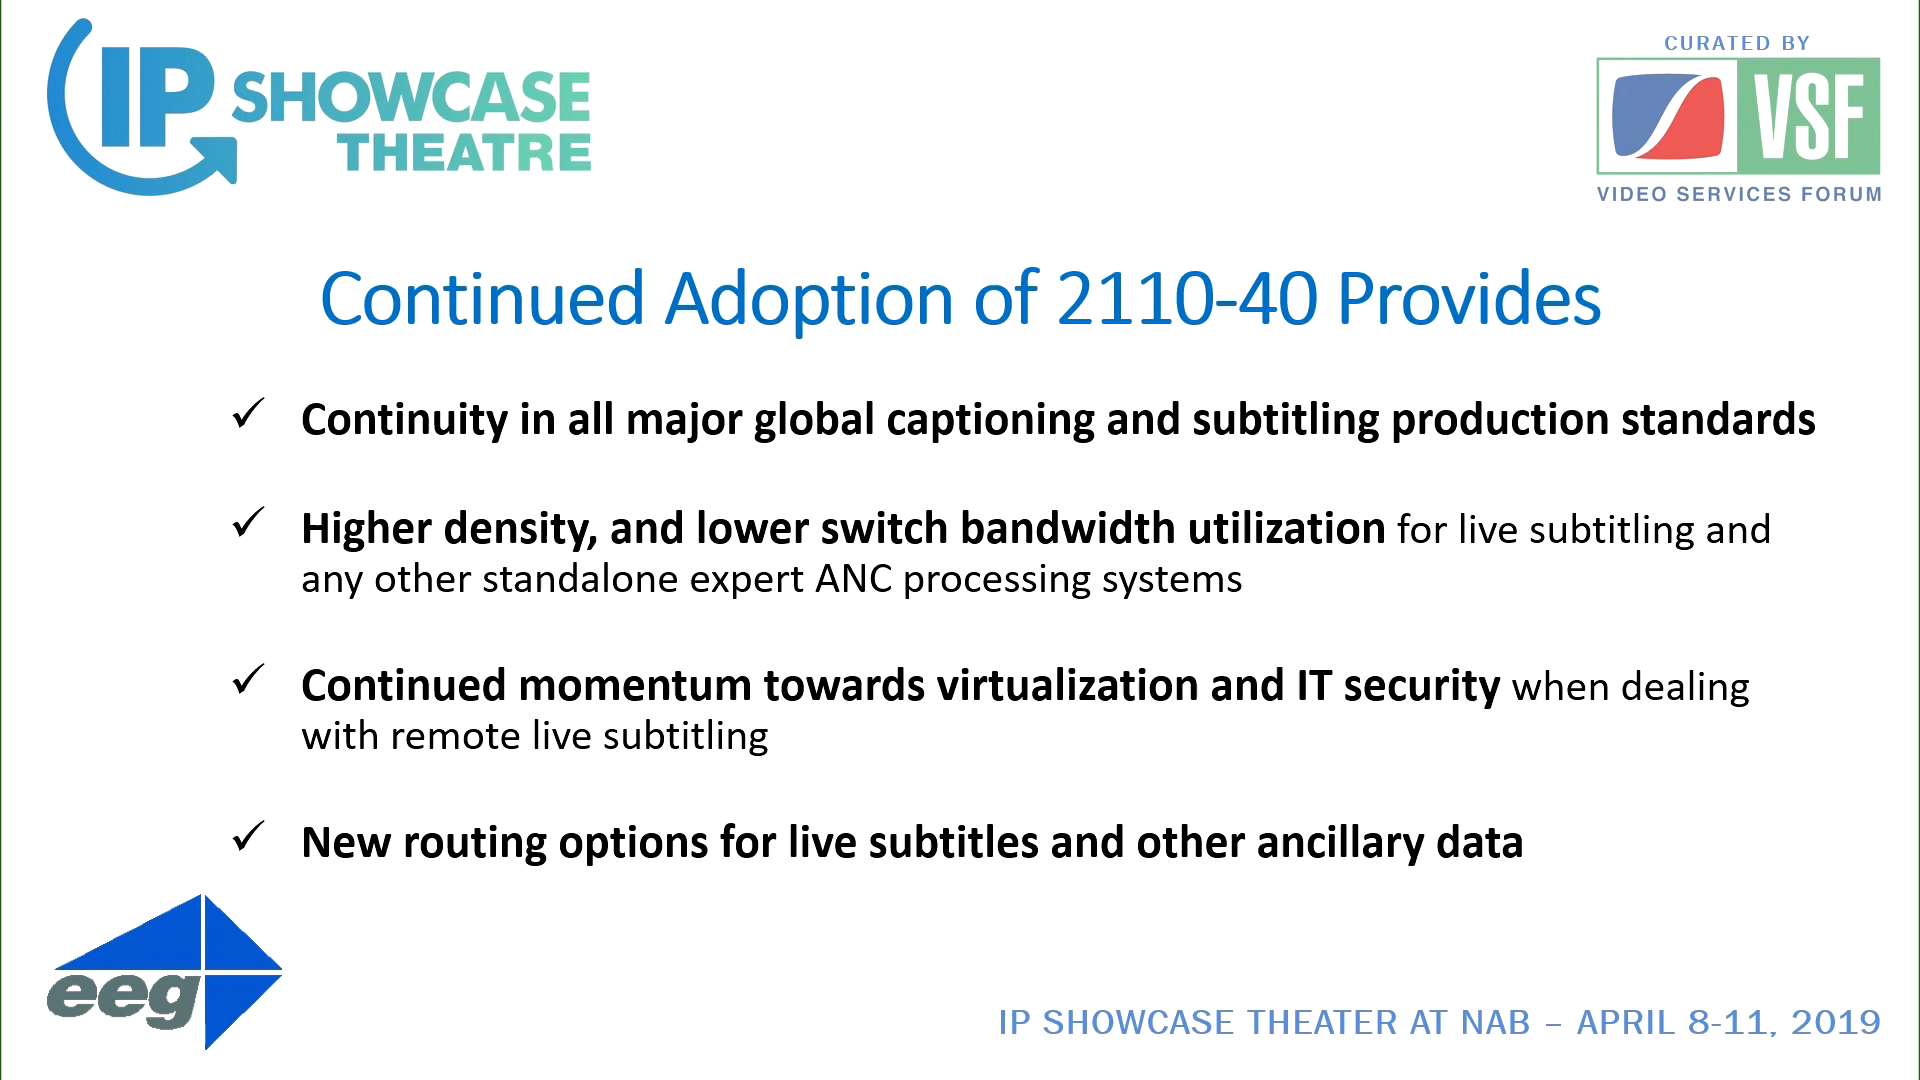 IP SHOWCASE
THEATRE
CURATED BY
VSF
VIDEO SERVICES FORUM
Continued Adoption of 2110-40 Provides
✓ Continuity in all major global captioning and subtitling production standards
✓ Higher density, and lower switch bandwidth utilization for live subtitling and
any other standalone expert ANC processing systems
✓ Continued momentum towards virtualization and IT security when dealing
with remote live subtitling
✓ New routing options for live subtitles and other ancillary data
eeg
IP SHOWCASE THEATER AT NAB – APRIL 8-11, 2019